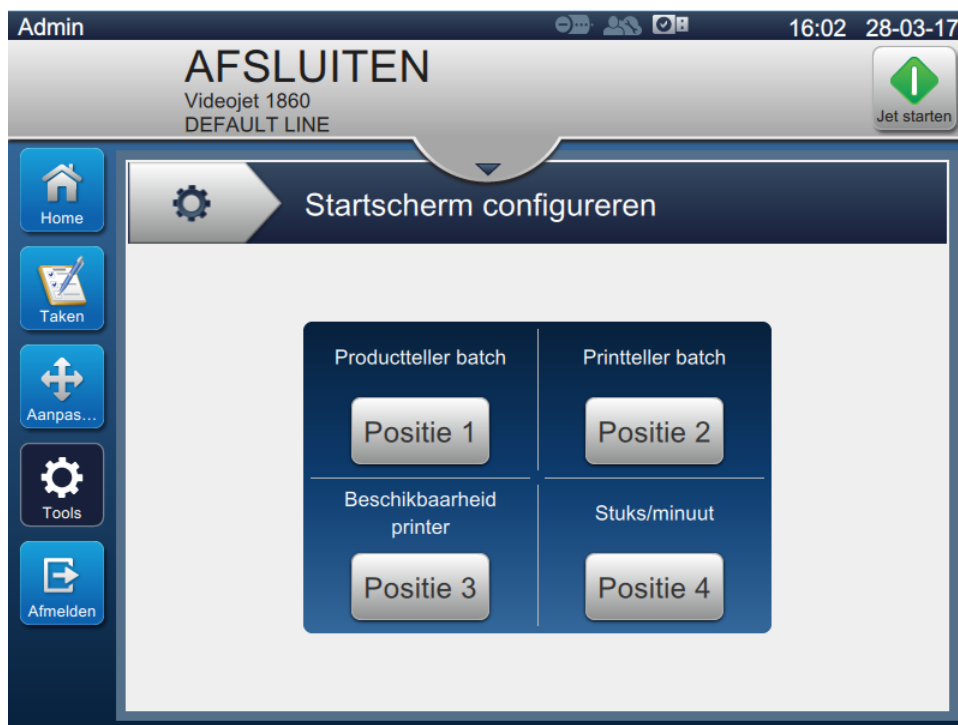 Admin
16:02 28-03-17
AFSLUITEN
Videojet 1860
DEFAULT LINE
Jet starten
Home
Startscherm configureren
Taken
Aanpas...
Tools
Afmelden
Productteller batch
Printteller batch
Positie 1
Positie 2
Beschikbaarheid
printer
Stuks/minuut
Positie 3
Positie 4